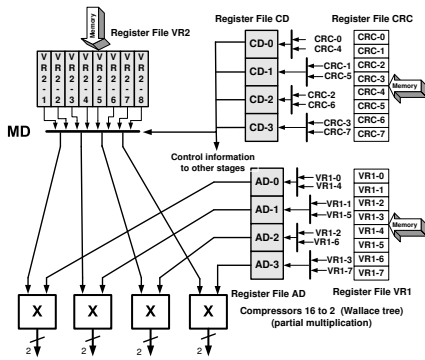 Memory
Register File VR2
Register File CD
Register File CRC
VR2-1
VR2-2
VR2-3
VR2-4
VR2-5
VR2-6
VR2-7
VR2-8
CD-0
CD-1
CD-2
CD-3
CRC-0
CRC-4
CRC-1
CRC-5
CRC-2
CRC-6
CRC-3
CRC-7
CRC-0
CRC-1
CRC-2
CRC-3
CRC-4
CRC-5
CRC-6
CRC-7
Memory
MD
Control information
to other stages
AD-0
AD-1
AD-2
AD-3
VR1-0
VR1-4
VR1-1
VR1-5
VR1-2
VR1-6
VR1-3
VR1-7
VR1-0
VR1-1
VR1-2
VR1-3
VR1-4
VR1-5
VR1-6
VR1-7
Memory
Register File AD
Register File VR1
Compressors 16 to 2 (Wallace tree)
(partial multiplication)
X
X
X
X
2
2
2
2